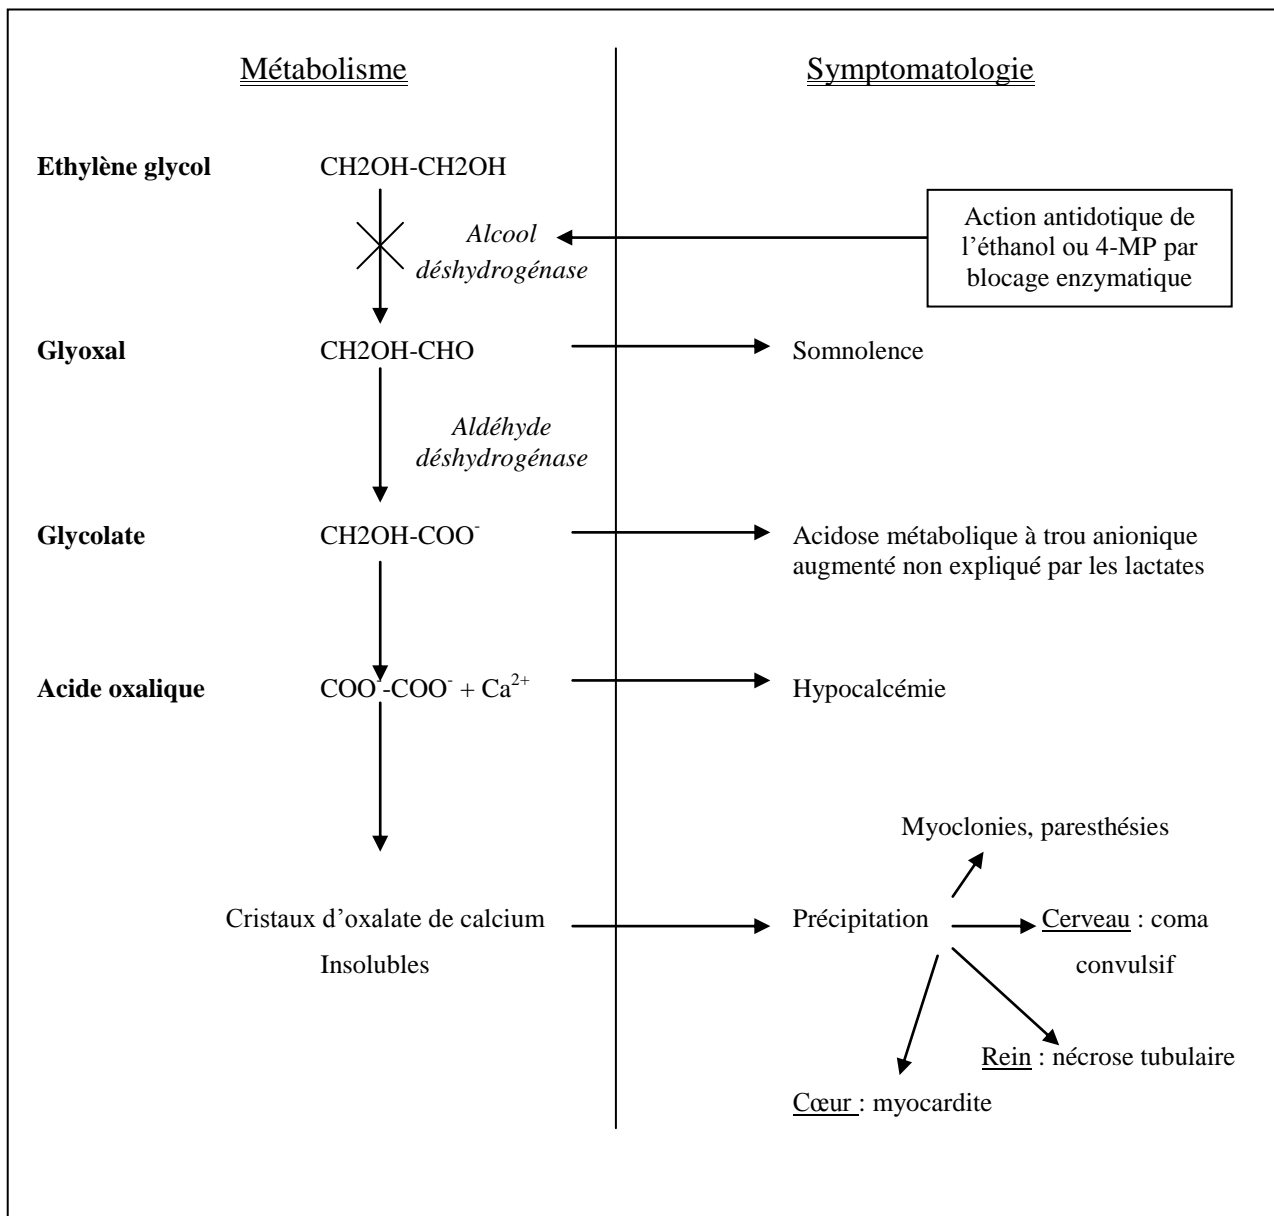 Métabolisme
Symptomatologie
Ethylène glycol
CH2OH-CH2OH
Alcool
déshydrogénase
Action antidotique de
l’éthanol ou 4-MP par
blocage enzymatique
Glyoxal
CH2OH-CHO
Somnolence
Aldéhyde
déshydrogénase
Glycolate
CH2OH-COO⁻
Acidose métabolique à trou anionique
augmenté non expliqué par les lactates
Acide oxalique
COO⁻-COO⁻ + Ca²⁺
Hypocalcémie
Myoclonies, paresthésies
Cristaux d’oxalate de calcium
Insolubles
Précipitation
Cerveau : coma
convulsif
Rein : nécrose tubulaire
Cœur : myocardite